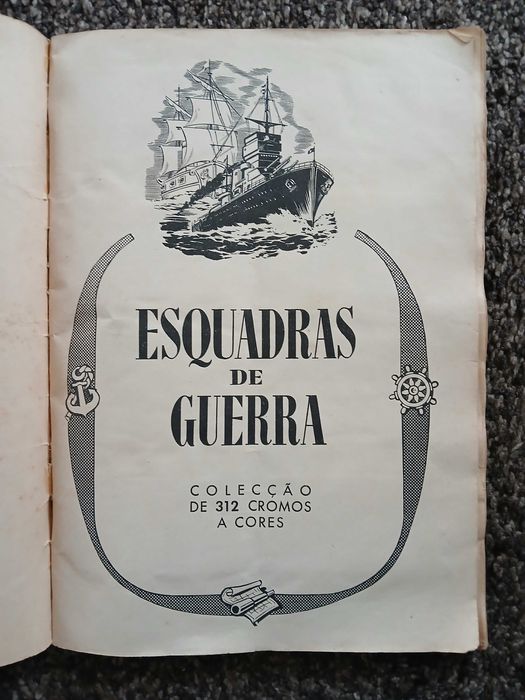 ESQUADRAS
DE
GUERRA
COLECÇÃO
DE 312 CROMOS
A CORES